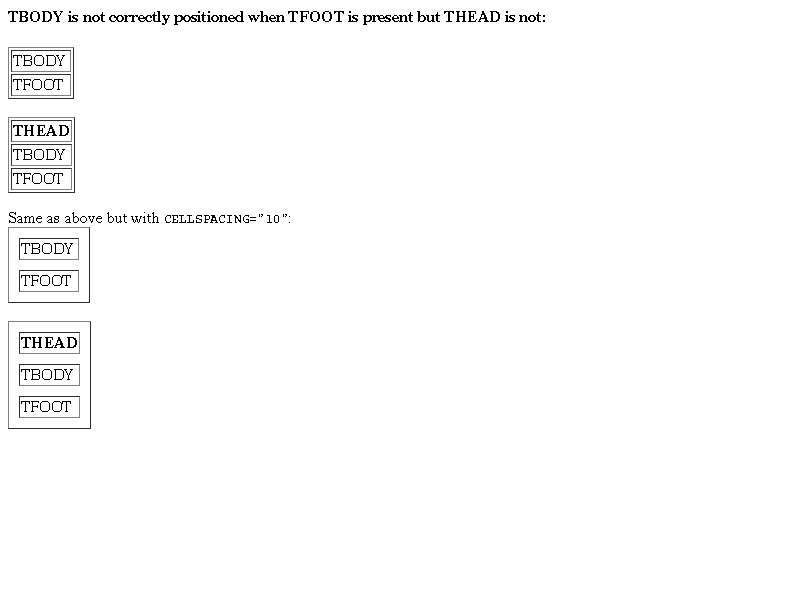 TBODY is not correctly positioned when TFOOT is present but THEAD is not:
TBODY
TFOOT
THEAD
TBODY
TFOOT
Same as above but with CELLSPACING="10":
TBODY
TFOOT
THEAD
TBODY
TFOOT